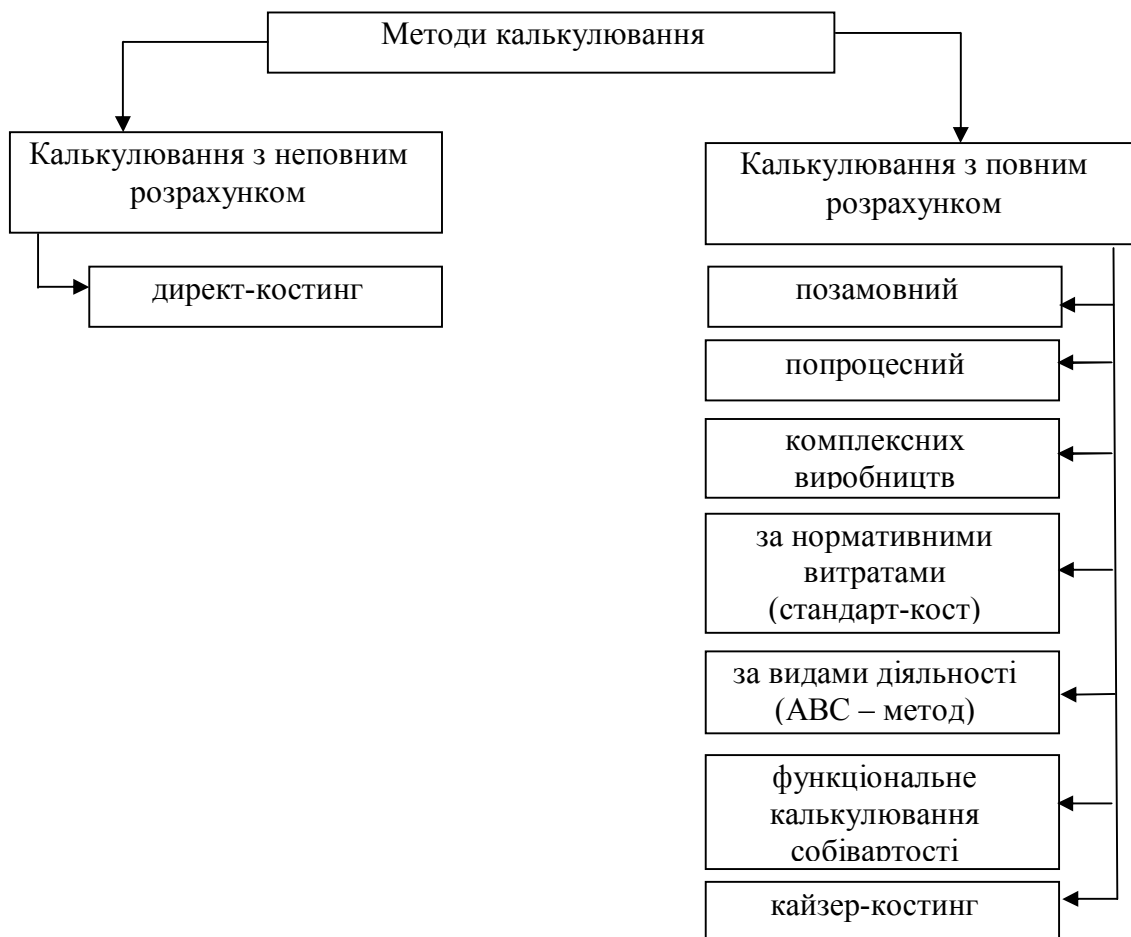 Методи калькулювання
Калькулювання з неповним
розрахунком
директ-костинг
Калькулювання з повним
розрахунком
позамовний
попроцесний
комплексних
виробництв
за нормативними
витратами
(стандарт-кост)
за видами діяльності
(АВС – метод)
функціональне
калькулювання
собівартості
кайзер-костинг